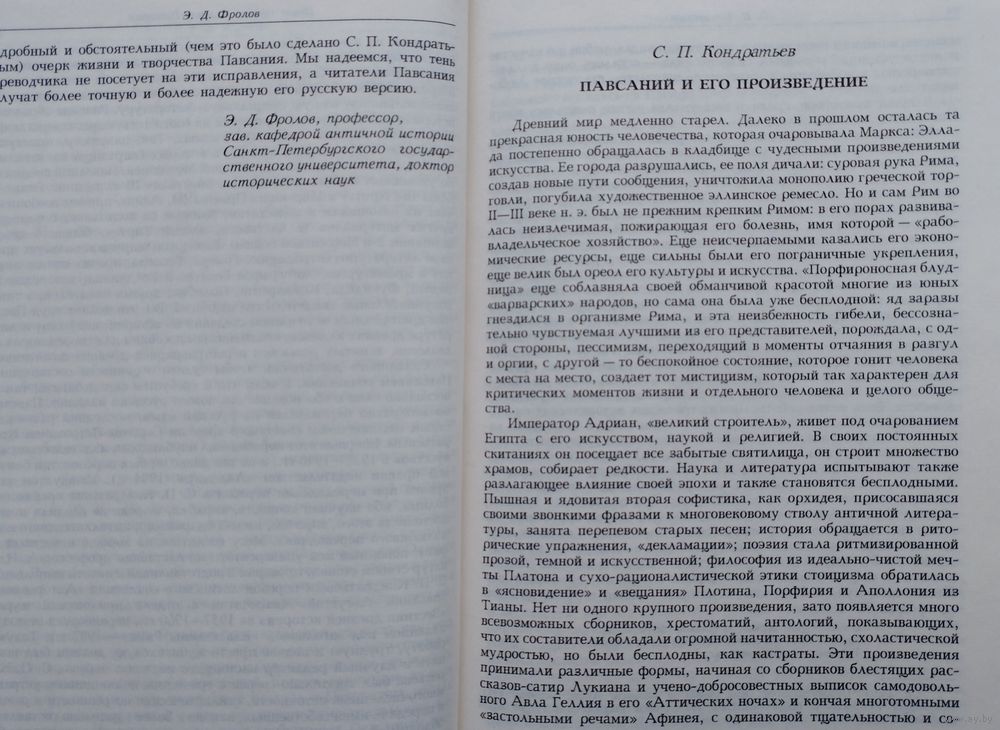 Э. Д. Фролов
дробный и обстоятельный (чем это было сделано С. П. Кондрать-
ым) очерк жизни и творчества Павсания. Мы надеемся, что тень
реводчика не посетует на эти исправления, а читатели Павсания
лучат более точную и более надежную его русскую версию.
Э. Д. Фролов, профессор,
зав. кафедрой античной истории
Санкт-Петербургского государ-
ственного университета, доктор
исторических наук
С. П. Кондратьев
ПАВСАНИЙ И ЕГО ПРОИЗВЕДЕНИЕ
Древний мир медленно старел. Далеко в прошлом осталась та
прекрасная юность человечества, которая очаровывала Маркса: Элла-
да постепенно обращалась в кладбище с чудесными произведениями
искусства. Ее города разрушались, ее поля дичали: суровая рука Рима,
создав новые пути сообщения, уничтожила монополию греческой тор-
говли, погубила художественное эллинское ремесло. Но и сам Рим во
II—III веке н. э. был не прежним крепким Римом: в его порах развива-
лась неизлечимая, пожирающая его болезнь, имя которой — «рабо-
владельческое хозяйство». Еще неисчерпаемыми казались его эконо-
мические ресурсы, еще сильны были его пограничные укрепления,
еще велик был ореол его культуры и искусства. «Порфироносная блуд-
ница» еще соблазняла своей обманчивой красотой многие из юных
«варварских» народов, но сама она была уже бесплодной: яд заразы
гнездился в организме Рима, и эта неизбежность гибели, бессозна-
тельно чувствуемая лучшими из его представителей, порождала, с од-
ной стороны, пессимизм, переходящий в моменты отчаяния в разгул
и оргии, с другой — то беспокойное состояние, которое гонит человека
с места на место, создает тот мистицизм, который так характерен для
критических моментов жизни и отдельного человека и целого обще-
ства.
Император Адриан, «великий строитель», живет под очарованием
Египта с его искусством, наукой и религией. В своих постоянных
скитаниях он посещает все забытые святилища, он строит множество
храмов, собирает редкости. Наука и литература испытывают также
разлагающее влияние своей эпохи и также становятся бесплодными.
Пышная и ядовитая вторая софистика, как орхидея, присосавшаяся
своими звонкими фразами к многовековому стволу античной литера-
туры, занята перепевом старых песен; история обращается в рито-
рические упражнения, «декламации»; поэзия стала ритмизированной
прозой, темной и искусственной; философия из идеально-чистой меч-
ты Платона и сухо-рационалистической этики стоицизма обратилась
в «ясновидение» и «вещания» Плотина, Порфирия и Аполлония из
Тианы. Нет ни одного крупного произведения, зато появляется много
всевозможных сборников, хрестоматий, антологий, показывающих,
что их составители обладали огромной начитанностью, схоластической
мудростью, но были бесплодны, как кастраты. Эти произведения
принимали различные формы, начиная со сборников блестящих рас-
сказов-сатир Лукиана и учено-добросовестных выписок самодоволь-
ного Авла Геллия в его «Аттических ночах» и кончая многотомными
«застольными речами» Афинея, с одинаковой тщательностью и со-